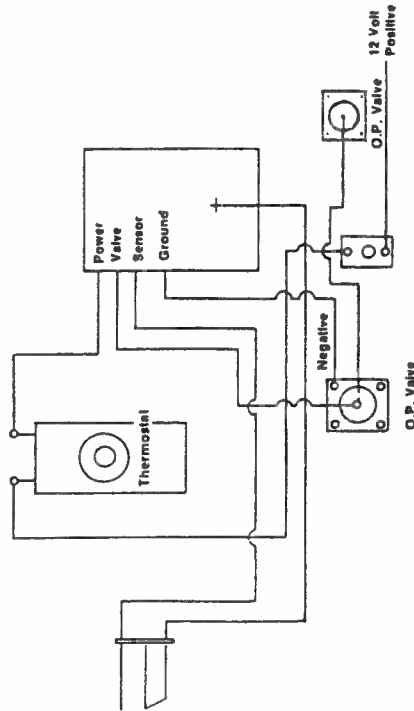 Power
Valve
Sensor
Ground
+
Thermostat
Negative
O.P. Valve
O.P. Valve
12 Volt
Positive